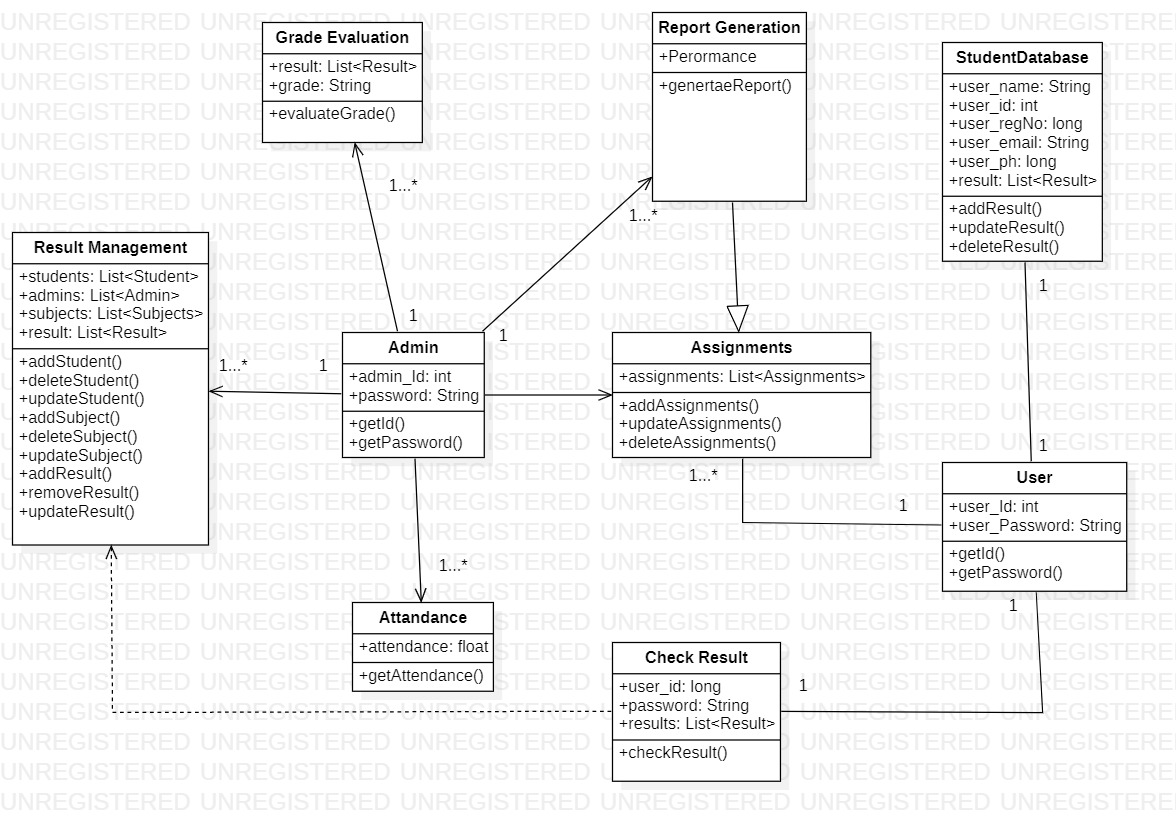 Grade Evaluation
+result: List<Result>
+grade: String
+evaluateGrade()
Report Generation
+Perormance
+genertaeReport()
StudentDatabase
+user_name: String
+user_id: int
+user_regNo: long
+user_email: String
+user_ph: long
+result: List<Result>
+addResult()
+updateResult()
+deleteResult()
1...*
1...*
Result Management
+students: List<Student>
+admins: List<Admin>
+subjects: List<Subjects>
+result: List<Result>
+addStudent()
+deleteStudent()
+updateStudent()
+addSubject()
+deleteSubject()
+updateSubject()
+addResult()
+removeResult()
+updateResult()
1
1
1
1...*
1
Admin
+admin_Id: int
+password: String
+getId()
+getPassword()
Assignments
+assignments: List<Assignments>
+addAssignments()
+updateAssignments()
+deleteAssignments()
1
1...*
1
User
+user_Id: int
+user_Password: String
+getId()
+getPassword()
1...*
Attandance
+attendance: float
+getAttendance()
1
1
Check Result
+user_id: long
+password: String
+results: List<Result>
+checkResult()
UNREGISTERED UNREGISTERED UNREGISTERED UNREGISTERED UNREGISTERED UNREGISTERED